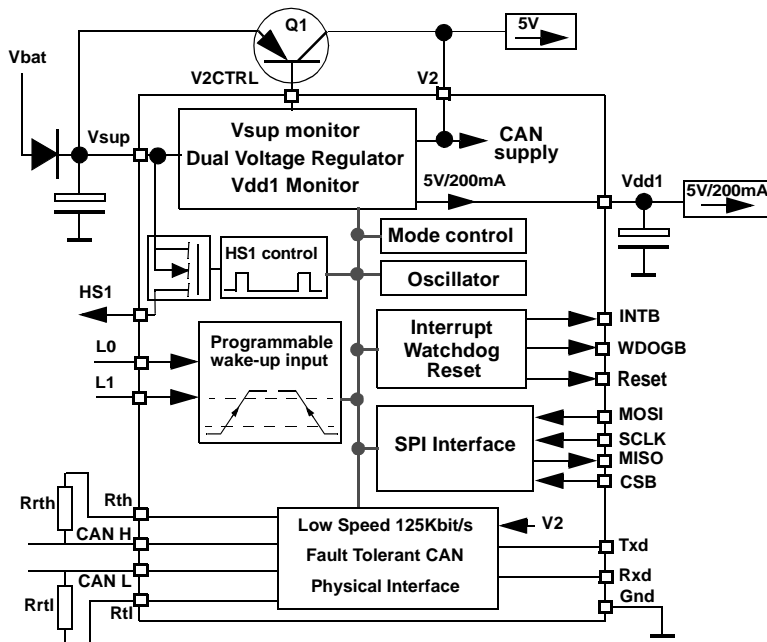 Q1
5V
Vbat
V2CTRL
V2
Vsup
Vsup monitor
Dual Voltage Regulator
Vdd1 Monitor
CAN
supply
5V/200mA
Vdd1
5V/200mA
HS1 control
Mode control
Oscillator
HS1
Programmable
wake-up input
L0
L1
Interrupt
Watchdog
Reset
INTB
WDOGB
Reset
SPI Interface
MOSI
SCLK
MISO
CSB
Rrth
Rth
CAN H
CAN L
Rrtl
Rtl
Low Speed 125Kbit/s
Fault Tolerant CAN
Physical Interface
V2
Txd
Rxd
Gnd